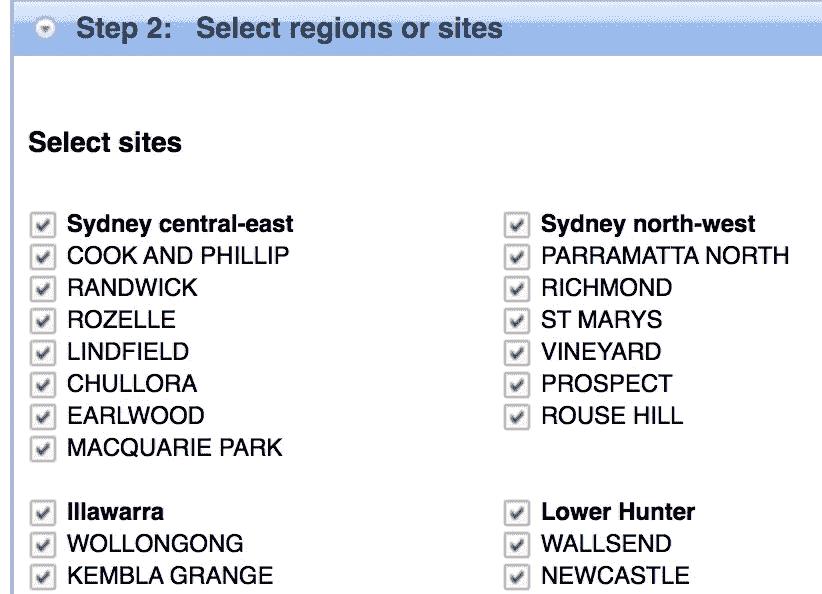 Step 2: Select regions or sites
Select sites
Sydney central-east
COOK AND PHILLIP
RANDWICK
ROZELLE
LINDFIELD
CHULLORA
EARLWOOD
MACQUARIE PARK
Sydney north-west
PARRAMATTA NORTH
RICHMOND
ST MARYS
VINEYARD
PROSPECT
ROUSE HILL
Illawarra
WOLLONGONG
KEMBLA GRANGE
Lower Hunter
WALLSEND
NEWCASTLE